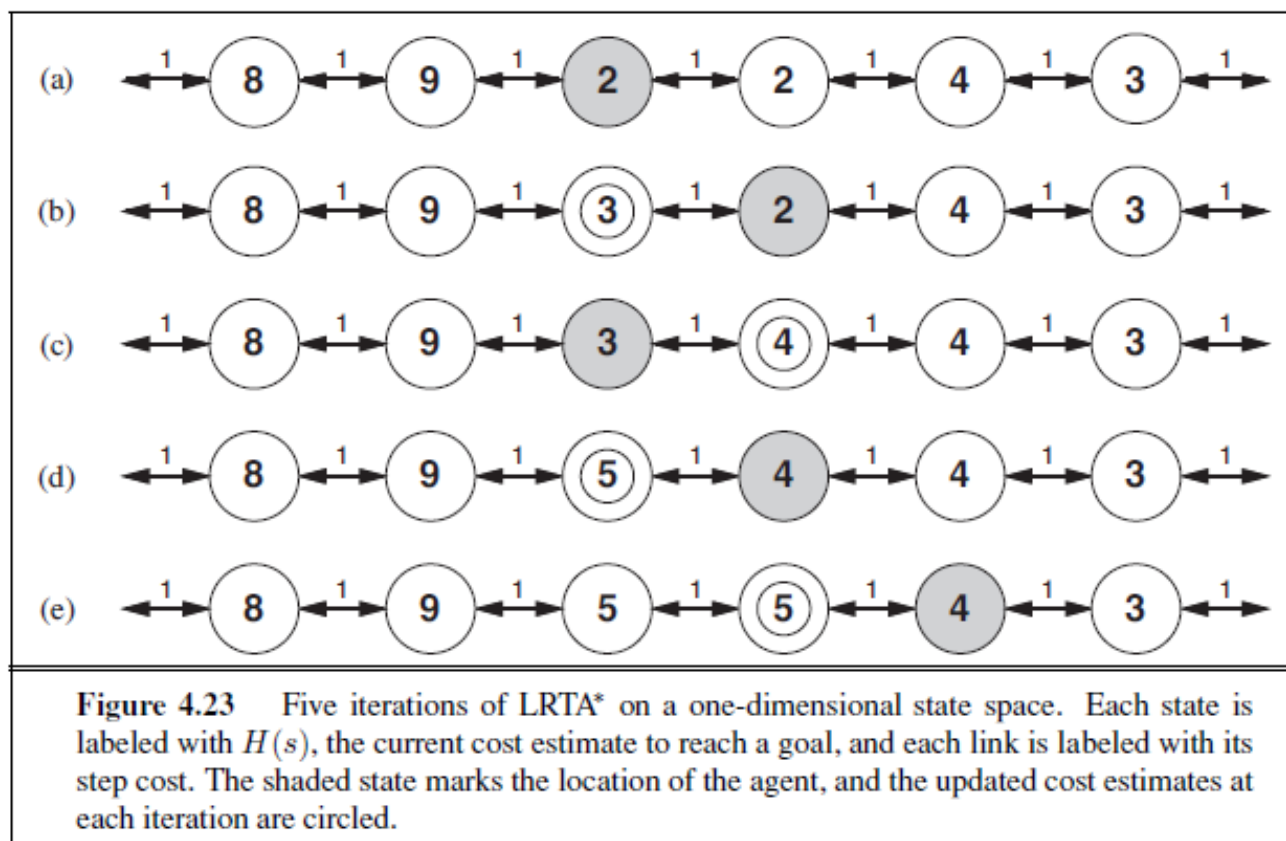 1 1 1 1 1 1 1
(a) 8 9 2 2 4 3
1 1 1 1 1 1 1
(b) 8 9 3 2 4 3
1 1 1 1 1 1 1
(c) 8 9 3 4 4 3
1 1 1 1 1 1 1
(d) 8 9 5 4 4 3
1 1 1 1 1 1 1
(e) 8 9 5 5 4 3
Figure 4.23 Five iterations of LRTA* on a one-dimensional state space. Each state is
labeled with H(s), the current cost estimate to reach a goal, and each link is labeled with its
step cost. The shaded state marks the location of the agent, and the updated cost estimates at
each iteration are circled.